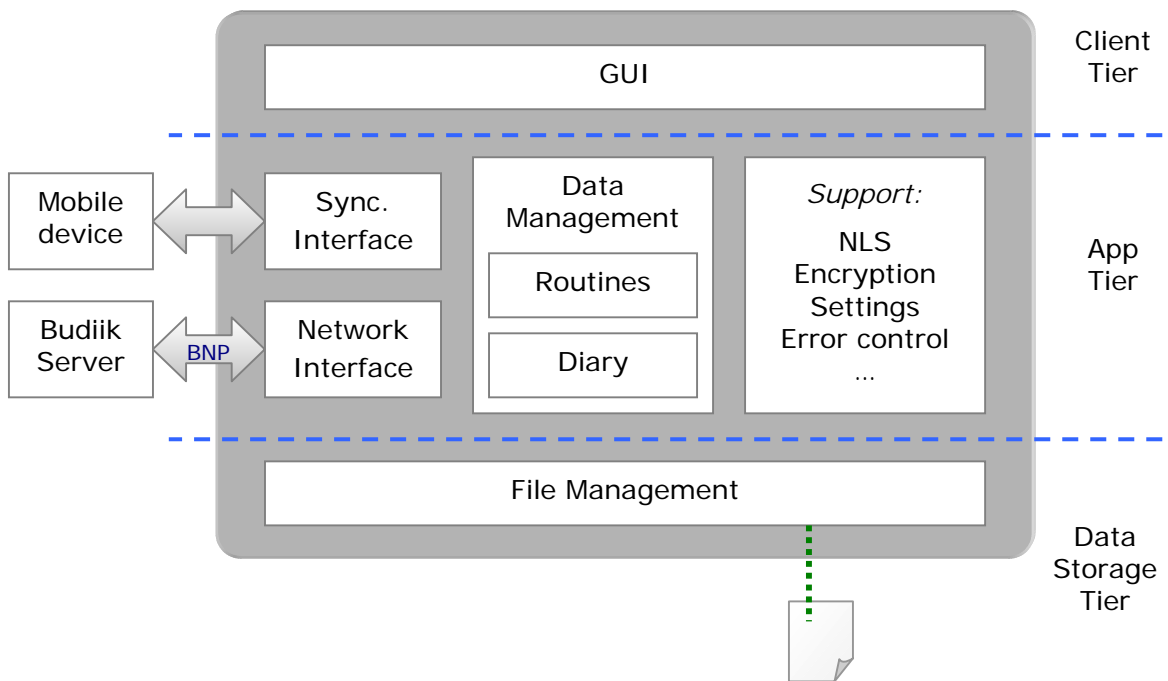 Client
Tier
GUI
Mobile
device
Sync.
Interface
Data
Management
Routines
Diary
Support:
NLS
Encryption
Settings
Error control
...
App
Tier
Budiik
Server
BNP
Network
Interface
File Management
Data
Storage
Tier